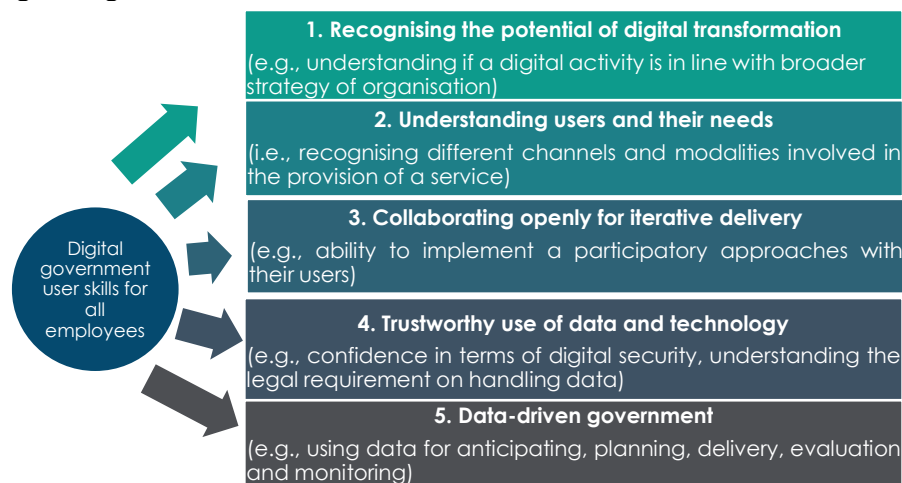 Digital
government
user skills for
all
employees
1. Recognising the potential of digital transformation
(e.g., understanding if a digital activity is in line with broader
strategy of organisation)
2. Understanding users and their needs
(i.e., recognising different channels and modalities involved in
the provision of a service)
3. Collaborating openly for iterative delivery
(e.g., ability to implement a participatory approaches with
their users)
4. Trustworthy use of data and technology
(e.g., confidence in terms of digital security, understanding the
legal requirement on handling data)
5. Data-driven government
(e.g., using data for anticipating, planning, delivery, evaluation
and monitoring)